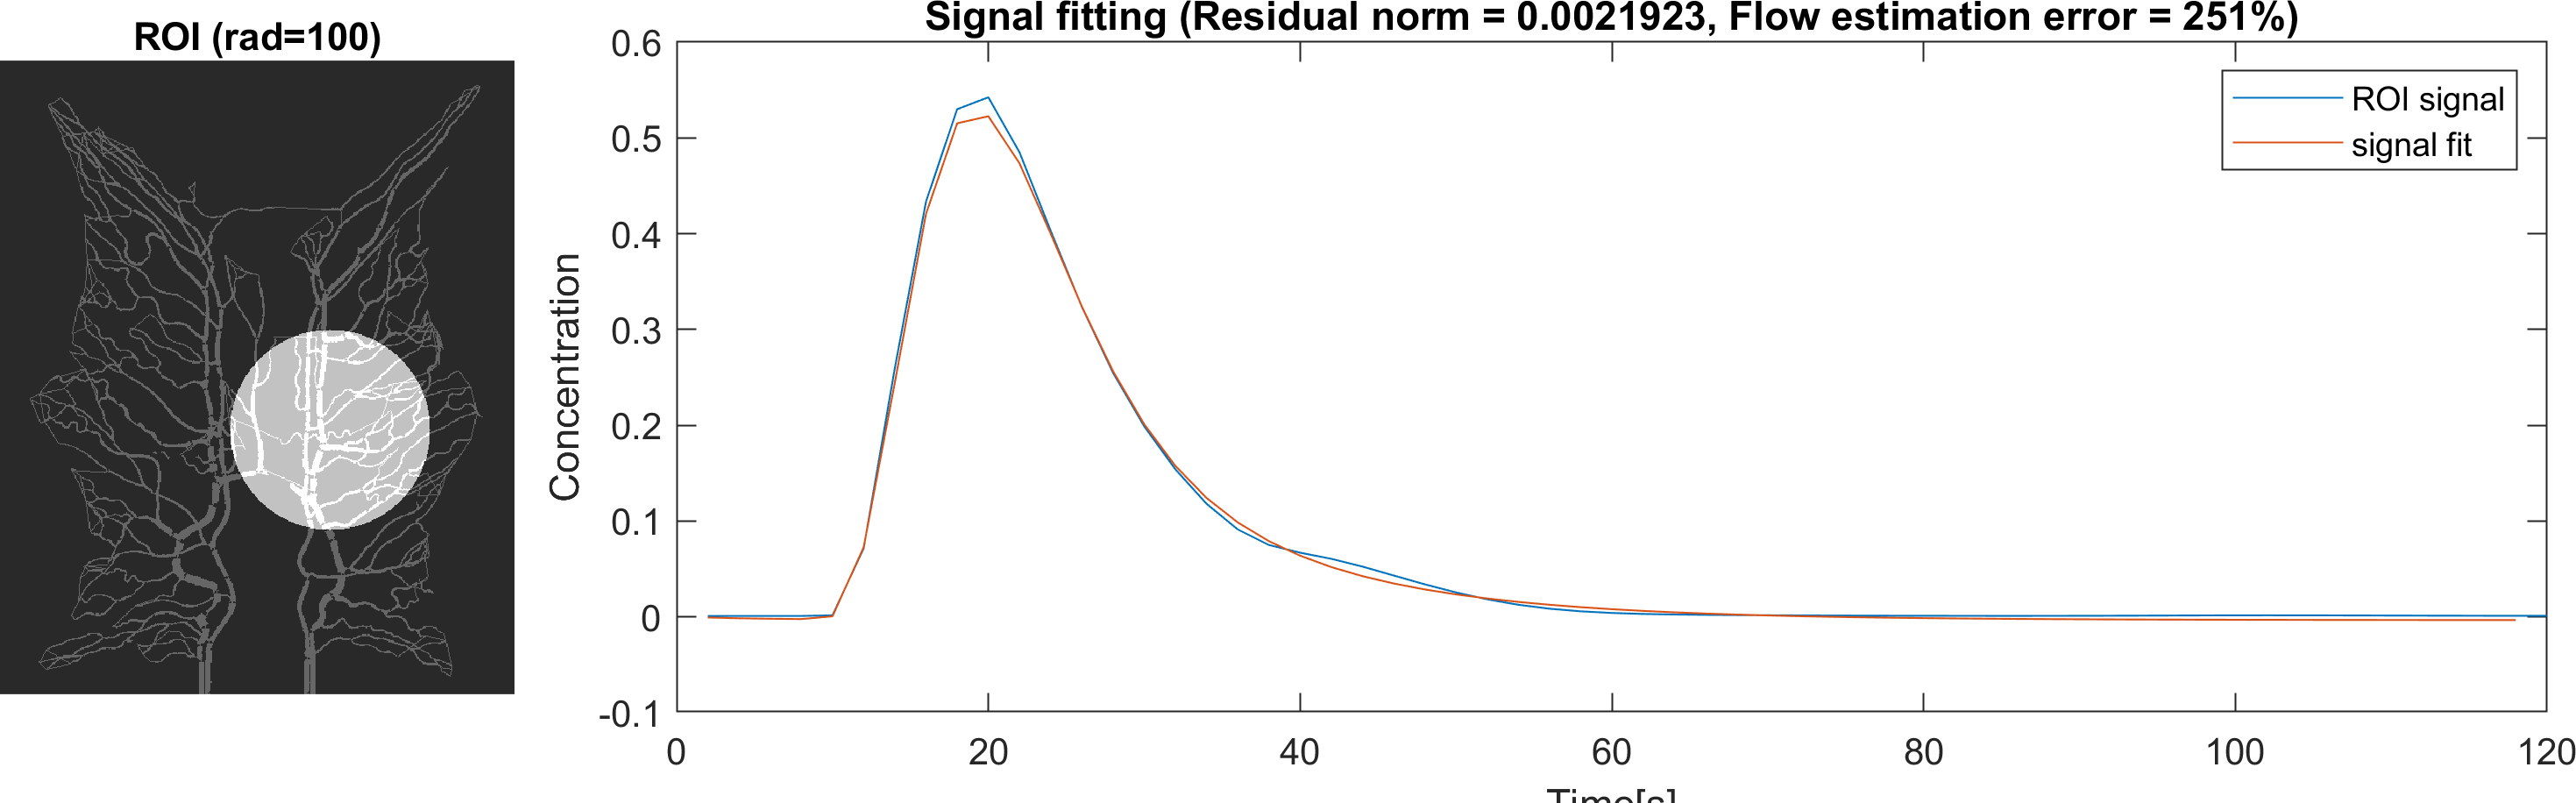 ROI (rad=100)
Signal fitting (Residual norm = 0.0021923, Flow estimation error = 251%)
0.6
0.5
0.4
0.3
0.2
0.1
0
-0.1
Concentration
ROI signal
signal fit
0 20 40 60 80 100 120
Time[s]